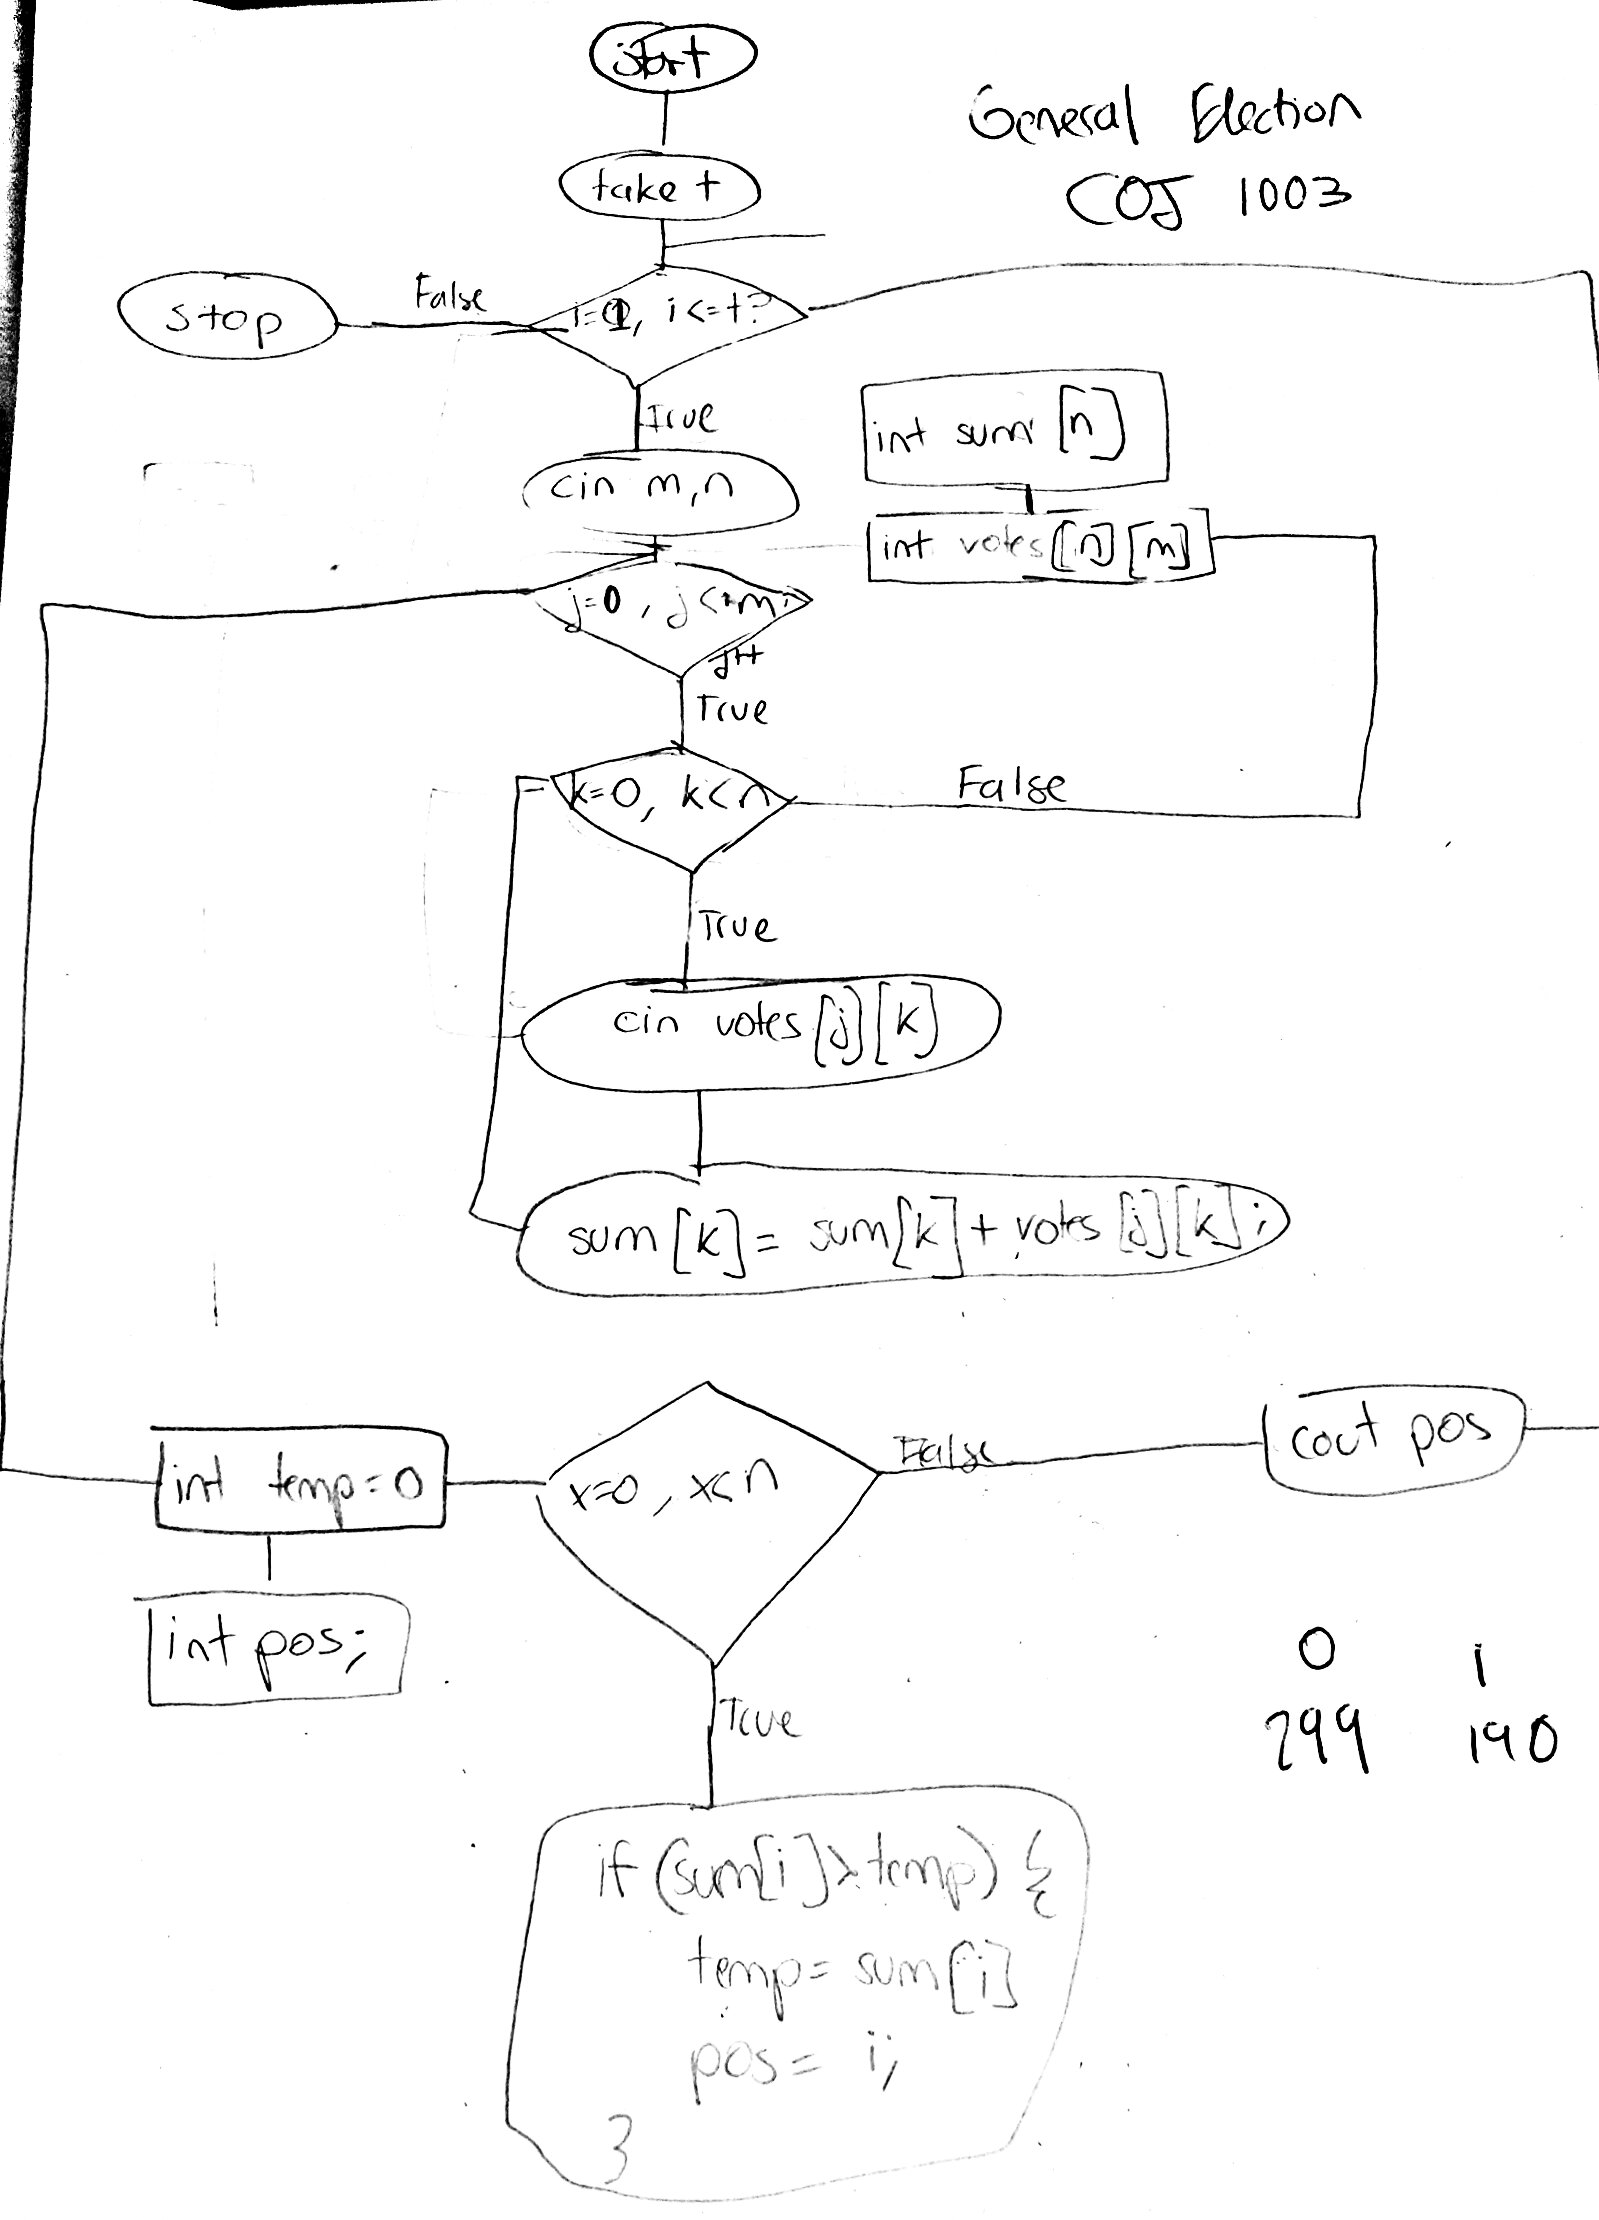 start
General Election
COJ 1003
take t
False
stop
i=1, i<=t?
True
int sum [n]
cin m,n
int votes [n] [m]
j=0, j<=m;
j++
True
k=0, k<n
False
True
cin votes [j] [k]
sum [k] = sum [k] + votes [j] [k];
int temp=0
x=0, x<n
False
cout pos
int pos;
True
0 1
299 190
if (sum[i]>temp) {
temp= sum[i]
pos= i;
}